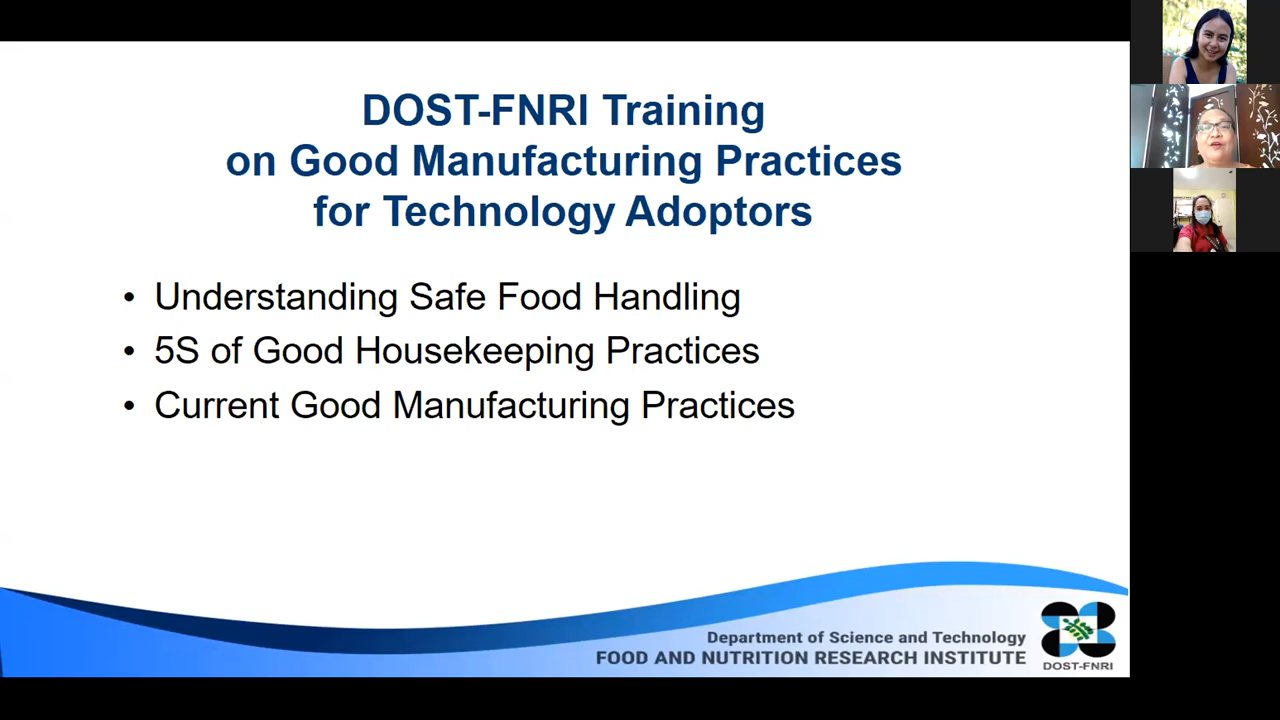 DOST-FNRI Training
on Good Manufacturing Practices
for Technology Adoptors
• Understanding Safe Food Handling
• 5S of Good Housekeeping Practices
• Current Good Manufacturing Practices
Department of Science and Technology
FOOD AND NUTRITION RESEARCH INSTITUTE
DOST-FNRI